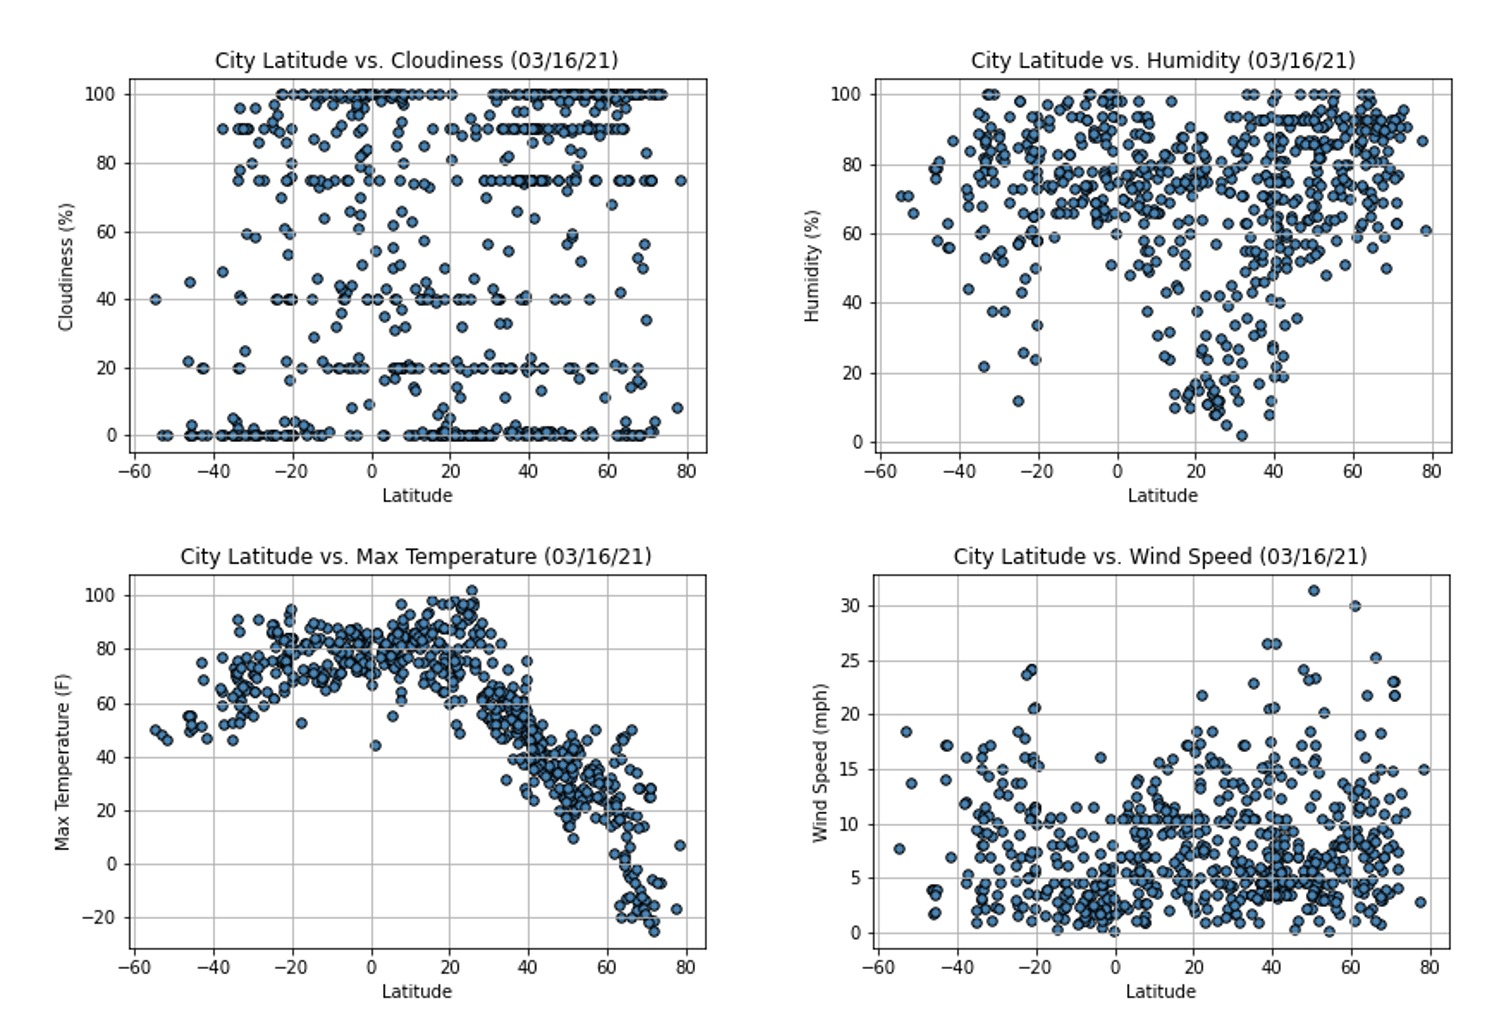 City Latitude vs. Cloudiness (03/16/21)
Cloudiness (%)
100
80
60
40
20
0
−60 −40 −20 0 20 40 60 80
Latitude
City Latitude vs. Humidity (03/16/21)
Humidity (%)
100
80
60
40
20
0
−60 −40 −20 0 20 40 60 80
Latitude
City Latitude vs. Max Temperature (03/16/21)
Max Temperature (F)
100
80
60
40
20
0
−20
−60 −40 −20 0 20 40 60 80
Latitude
City Latitude vs. Wind Speed (03/16/21)
Wind Speed (mph)
30
25
20
15
10
5
0
−60 −40 −20 0 20 40 60 80
Latitude